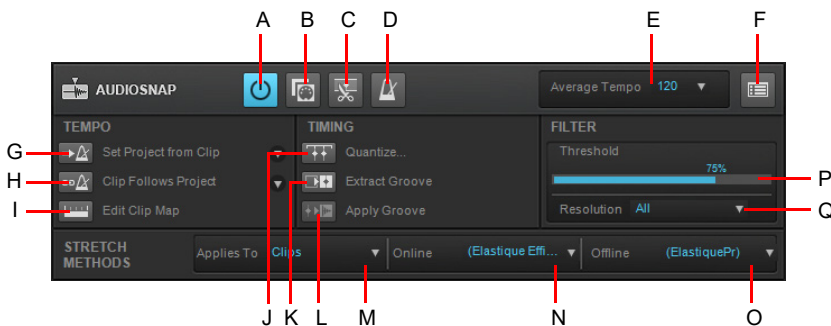 A B C D E F
AUDIOSNAP Average Tempo 120
TEMPO TIMING FILTER
G Set Project from Clip Quantize... Threshold
75%
H Clip Follows Project Extract Groove P
I Edit Clip Map Apply Groove Resolution All Q
STRETCH METHODS Applies To Clips Online (Elastique Effi... Offline (ElastiquePr)
J K L M N O